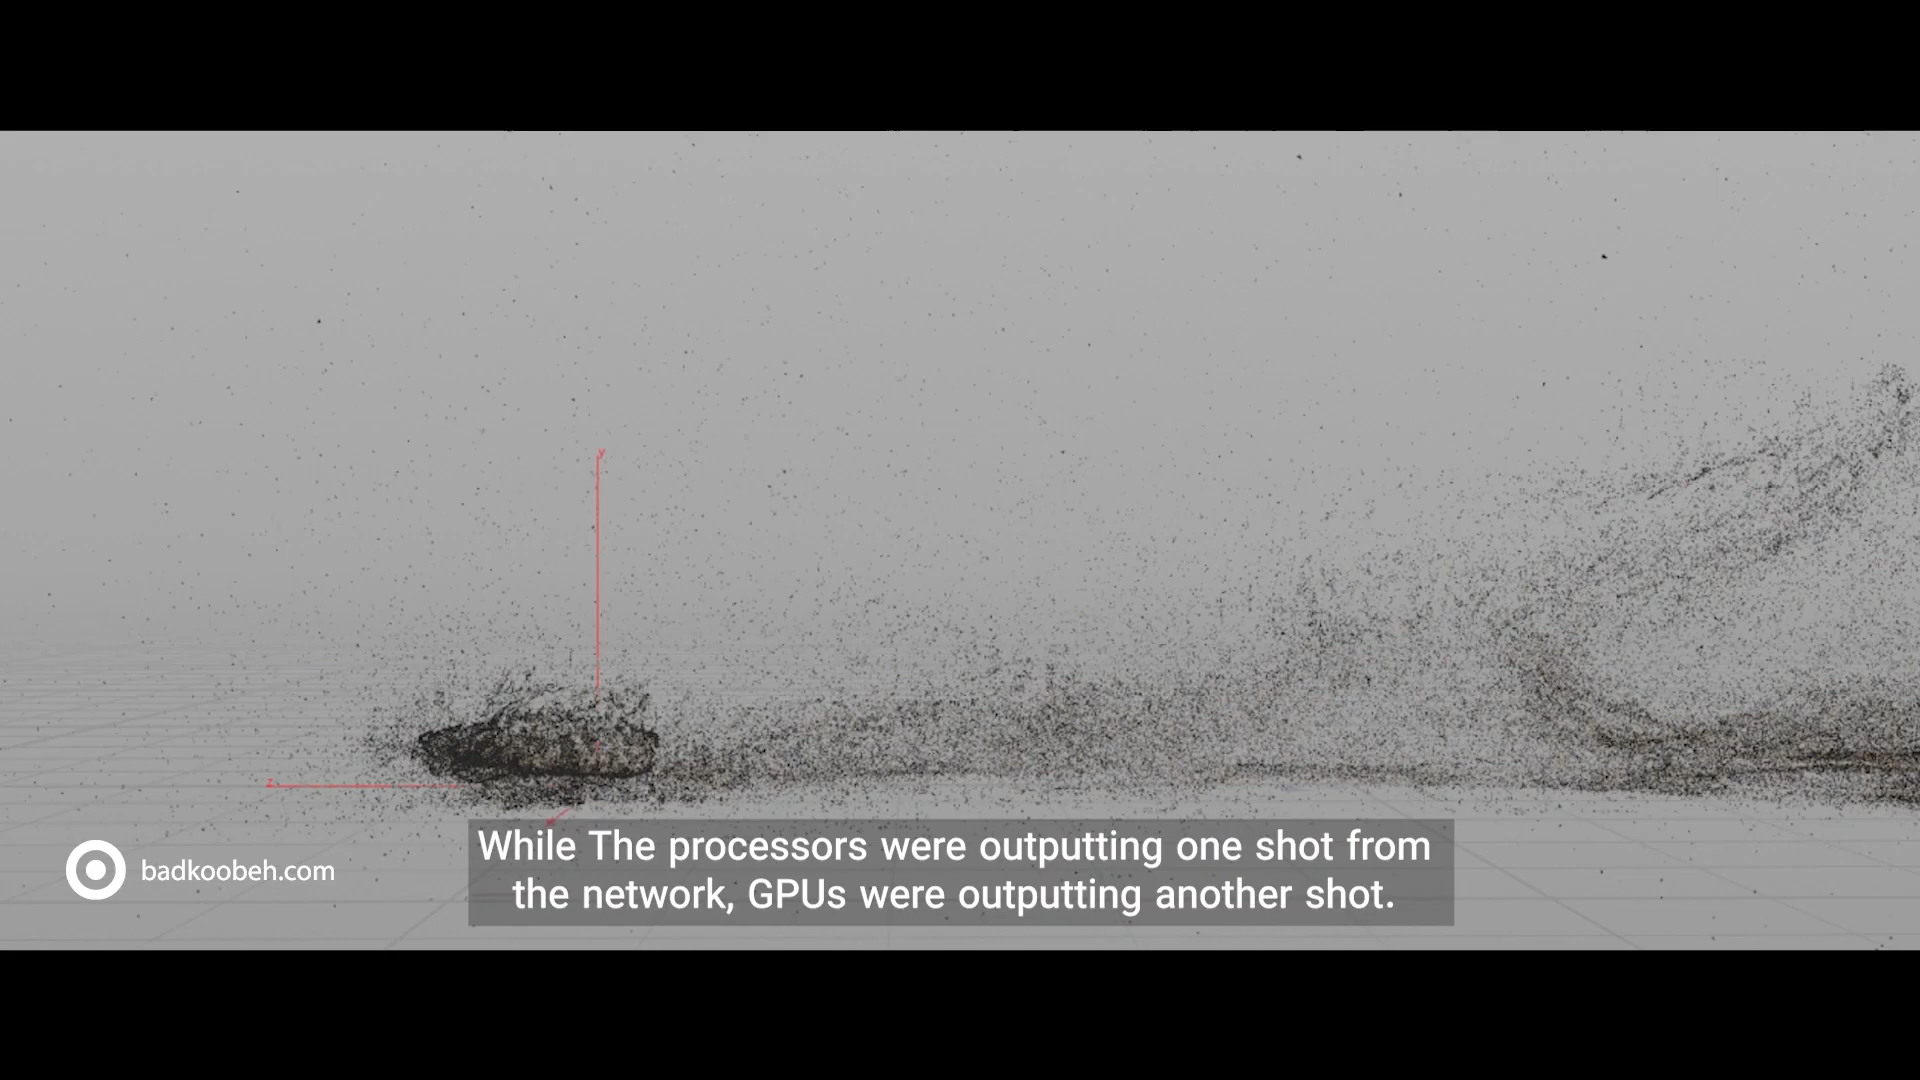 y
z
badkoobeh.com
While The processors were outputting one shot from
the network, GPUs were outputting another shot.